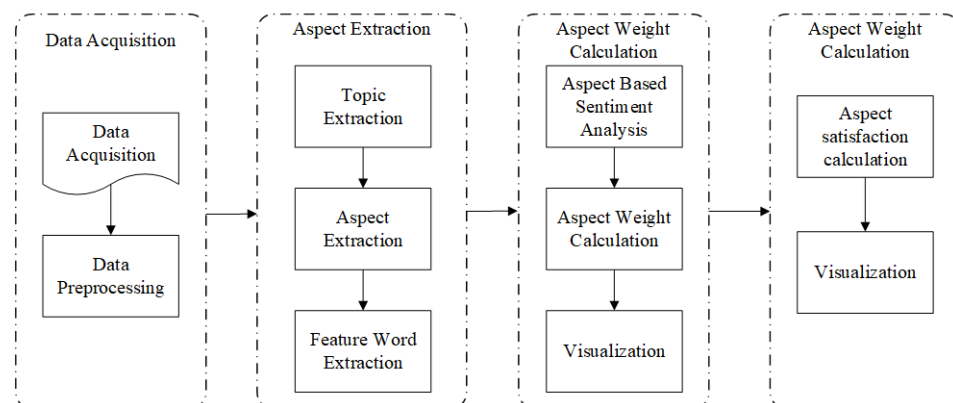 Data Acquisition
Data
Acquisition
Data
Preprocessing
Aspect Extraction
Topic
Extraction
Aspect
Extraction
Feature Word
Extraction
Aspect Weight
Calculation
Aspect Based
Sentiment
Analysis
Aspect Weight
Calculation
Visualization
Aspect Weight
Calculation
Aspect
satisfaction
calculation
Visualization